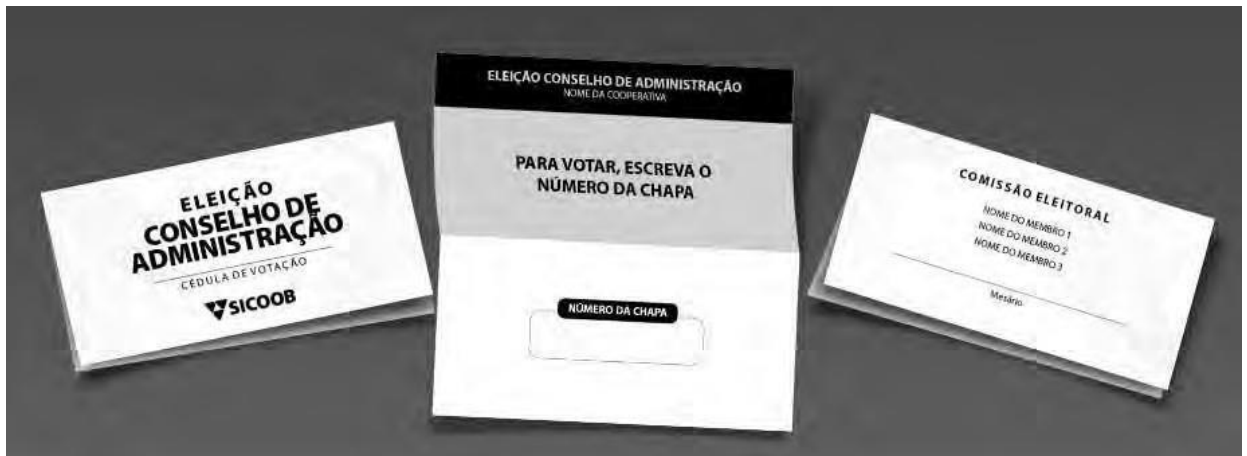 ELEIÇÃO
CONSELHO DE
ADMINISTRAÇÃO
CÉDULA DE VOTAÇÃO
SICOOB
ELEIÇÃO CONSELHO DE ADMINISTRAÇÃO
NOME DA COOPERATIVA
PARA VOTAR, ESCREVA O
NÚMERO DA CHAPA
NÚMERO DA CHAPA
COMISSÃO ELEITORAL
NOME DO MEMBRO 1
NOME DO MEMBRO 2
NOME DO MEMBRO 3
Mesário